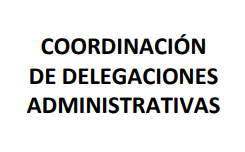 COORDINACIÓN
DE DELEGACIONES
ADMINISTRATIVAS